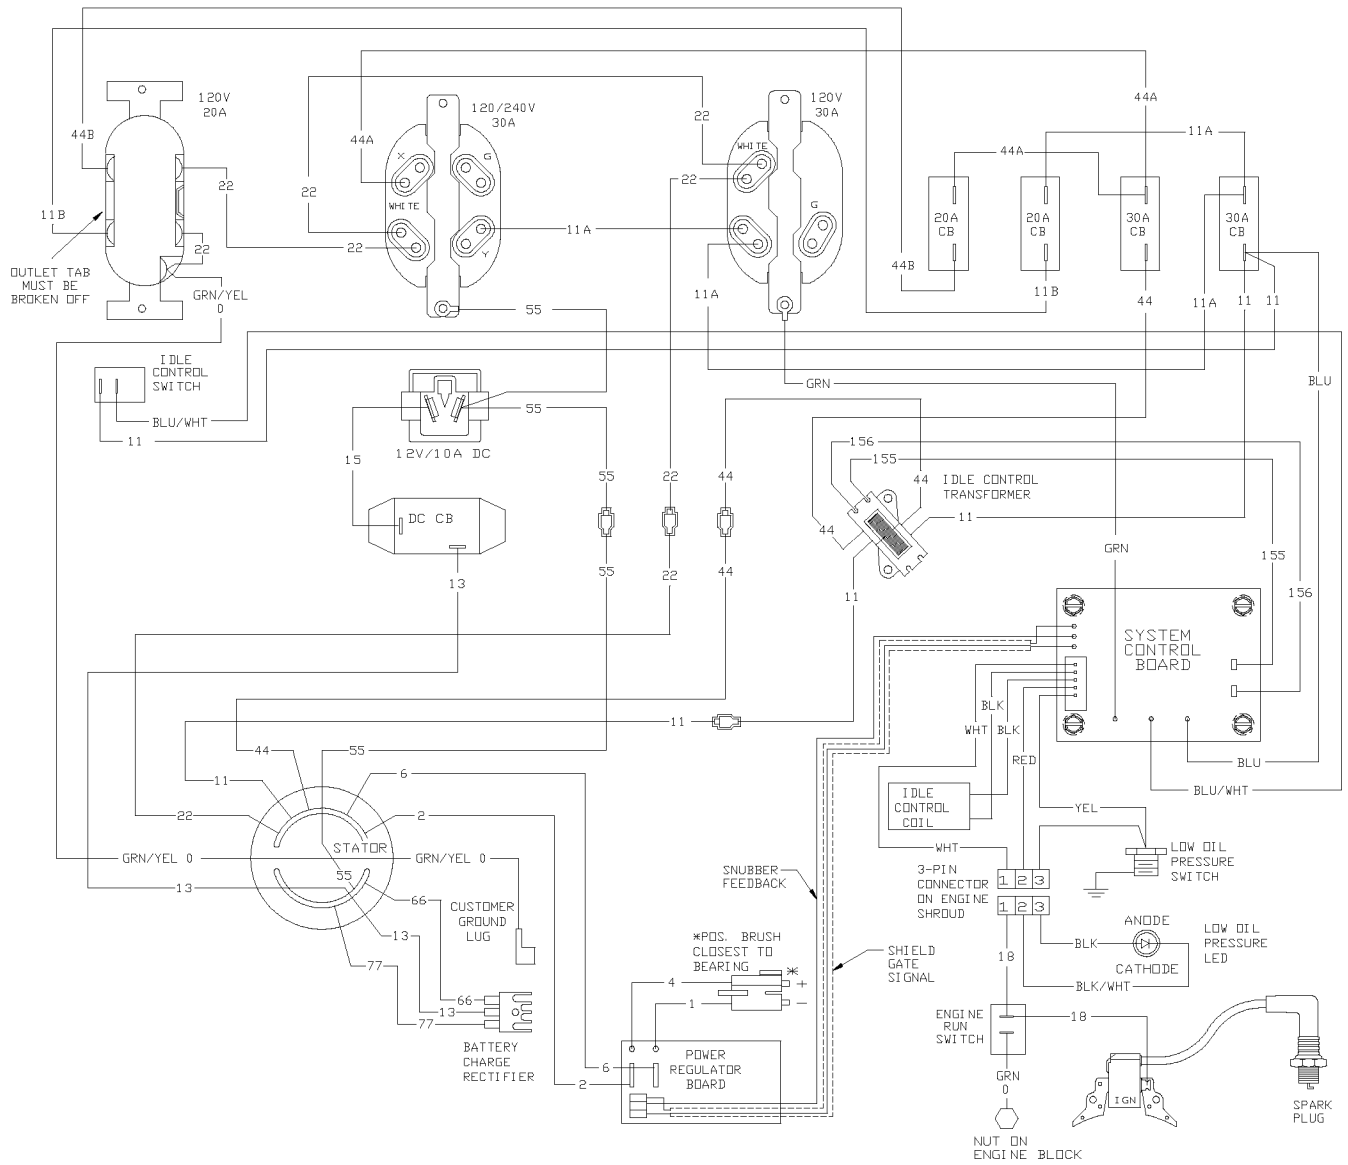 120V
20A
120/240V
30A
120V
30A
44A
44B
44A
22
WHITE
11A
44A
X
G
22
22
22
WHITE
G
11B
20A
CB
20A
CB
30A
CB
30A
CB
22
22
11A
Y
44B
OUTLET TAB
MUST BE
BROKEN OFF
GRN/YEL
0
55
11A
11B
44
11A
11
11
IDLE
CONTROL
SWITCH
GRN
BLU
BLU/WHT
55
11
12V/10A DC
156
155
15
55
22
44
44
IDLE CONTROL
TRANSFORMER
DC CB
44
11
GRN
155
13
55
22
44
11
156
SYSTEM
CONTROL
BOARD
BLK
11
WHT
BLK
44
55
RED
BLU
11
6
BLU/WHT
IDLE
CONTROL
COIL
YEL
22
2
STATOR
WHT
LOW OIL
PRESSURE
SWITCH
GRN/YEL 0
GRN/YEL 0
SNUBBER
FEEDBACK
3-PIN
CONNECTOR
ON ENGINE
SHROUD
1 2 3
55
13
66
CUSTOMER
GROUND
LUG
1 2 3
ANODE
LOW OIL
PRESSURE
LED
13
*POS. BRUSH
CLOSEST TO
BEARING
BLK
SHIELD
GATE
SIGNAL
18
CATHODE
77
*
4
+
BLK/WHT
66
1
-
13
77
ENGINE
RUN
SWITCH
18
BATTERY
CHARGE
RECTIFIER
POWER
REGULATOR
BOARD
6
2
GRN
0
IGN
SPARK
PLUG
NUT ON
ENGINE BLOCK